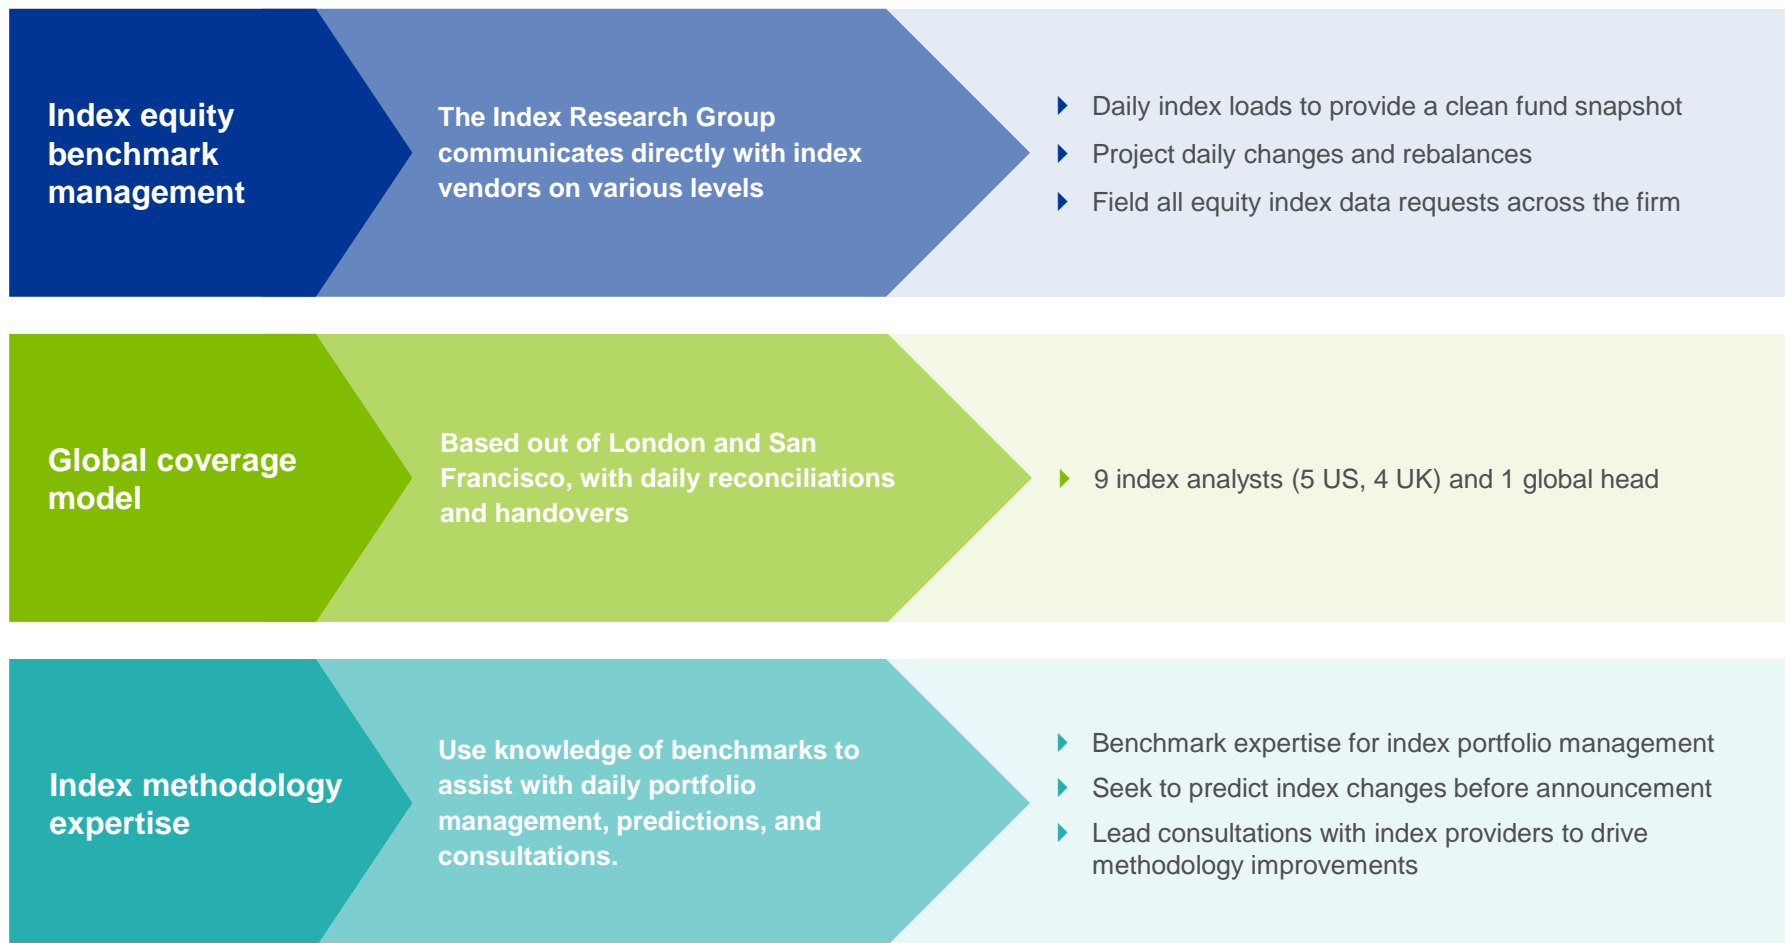 Index equity
benchmark
management
The Index Research Group
communicates directly with index
vendors on various levels
Daily index loads to provide a clean fund snapshot
Project daily changes and rebalances
Field all equity index data requests across the firm
Global coverage
model
Based out of London and San
Francisco, with daily reconciliations
and handovers
9 index analysts (5 US, 4 UK) and 1 global head
Index methodology
expertise
Use knowledge of benchmarks to
assist with daily portfolio
management, predictions, and
consultations.
Benchmark expertise for index portfolio management
Seek to predict index changes before announcement
Lead consultations with index providers to drive
methodology improvements